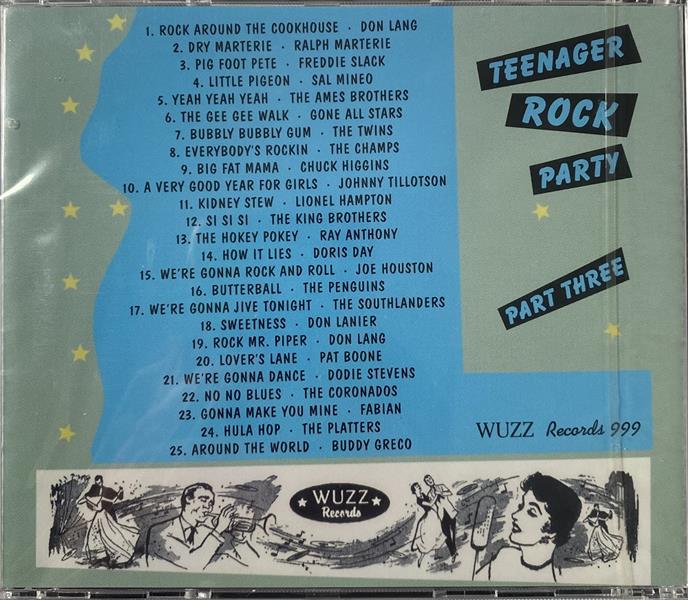 1. ROCK AROUND THE COOKHOUSE · DON LANG
2. DRY MARTERIE · RALPH MARTERIE
3. PIG FOOT PETE · FREDDIE SLACK
4. LITTLE PIGEON · SAL MINEO
5. YEAH YEAH YEAH · THE AMES BROTHERS
6. THE GEE GEE WALK · GONE ALL STARS
7. BUBBLY BUBBLY GUM · THE TWINS
8. EVERYBODY'S ROCKIN · THE CHAMPS
9. BIG FAT MAMA · CHUCK HIGGINS
10. A VERY GOOD YEAR FOR GIRLS · JOHNNY TILLOTSON
11. KIDNEY STEW · LIONEL HAMPTON
12. SI SI SI · THE KING BROTHERS
13. THE HOKEY POKEY · RAY ANTHONY
14. HOW IT LIES · DORIS DAY
15. WE'RE GONNA ROCK AND ROLL · JOE HOUSTON
16. BUTTERBALL · THE PENGUINS
17. WE'RE GONNA JIVE TONIGHT · THE SOUTHLANDERS
18. SWEETNESS · DON LANIER
19. ROCK MR. PIPER · DON LANG
20. LOVER'S LANE · PAT BOONE
21. WE'RE GONNA DANCE · DODIE STEVENS
22. NO NO BLUES · THE CORONADOS
23. GONNA MAKE YOU MINE · FABIAN
24. HULA HOP · THE PLATTERS
25. AROUND THE WORLD · BUDDY GRECO
TEENAGER
ROCK
PARTY
PART THREE
WUZZ Records 999
WUZZ
Records